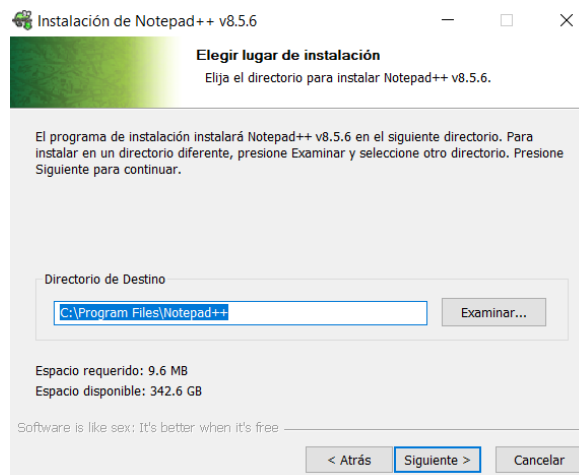 Instalación de Notepad++ v8.5.6
Elegir lugar de instalación
Elija el directorio para instalar Notepad++ v8.5.6.
El programa de instalación instalará Notepad++ v8.5.6 en el siguiente directorio. Para
instalar en un directorio diferente, presione Examinar y seleccione otro directorio. Presione
Siguiente para continuar.
Directorio de Destino
C:\Program Files\Notepad++
Examinar...
Espacio requerido: 9.6 MB
Espacio disponible: 342.6 GB
Software is like sex: It's better when it's free
< Atrás
Siguiente >
Cancelar